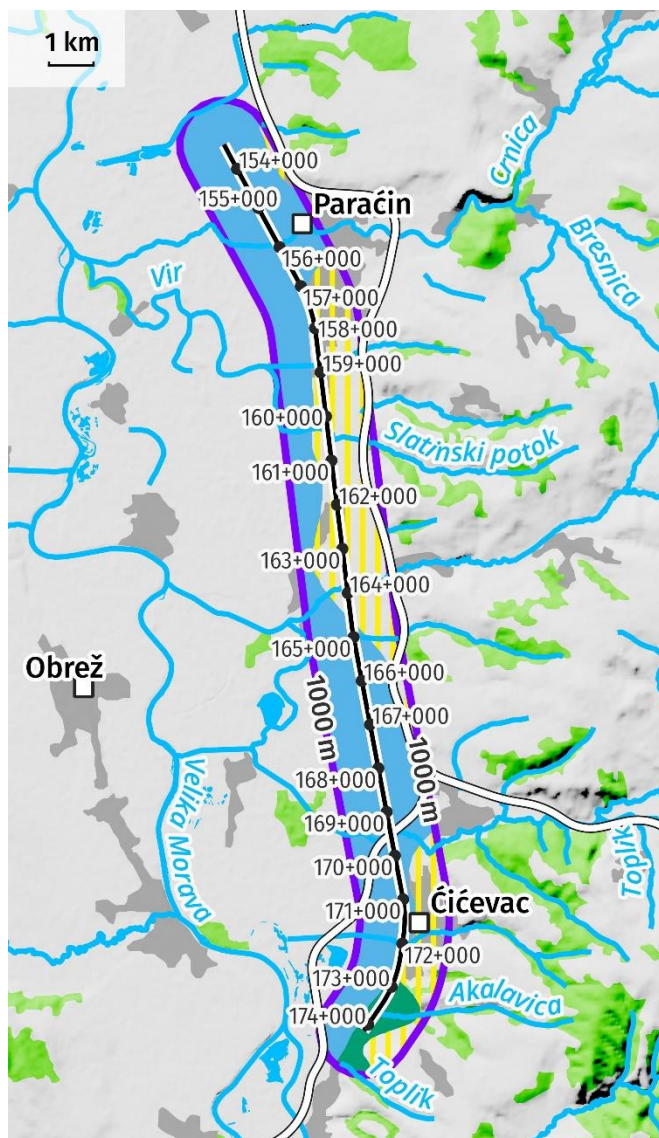 1 km
154+000
Crnica
155+000
Paraćin
156+000
Bresnica
Vir
157+000
158+000
159+000
160+000
Slatinski potok
161+000
162+000
163+000
164+000
165+000
Obrež
166+000
1000 m
167+000
1000 m
168+000
Velika Morava
169+000
Toplik
170+000
Ćićevac
171+000
172+000
173+000
Akalavica
174+000
Toplik